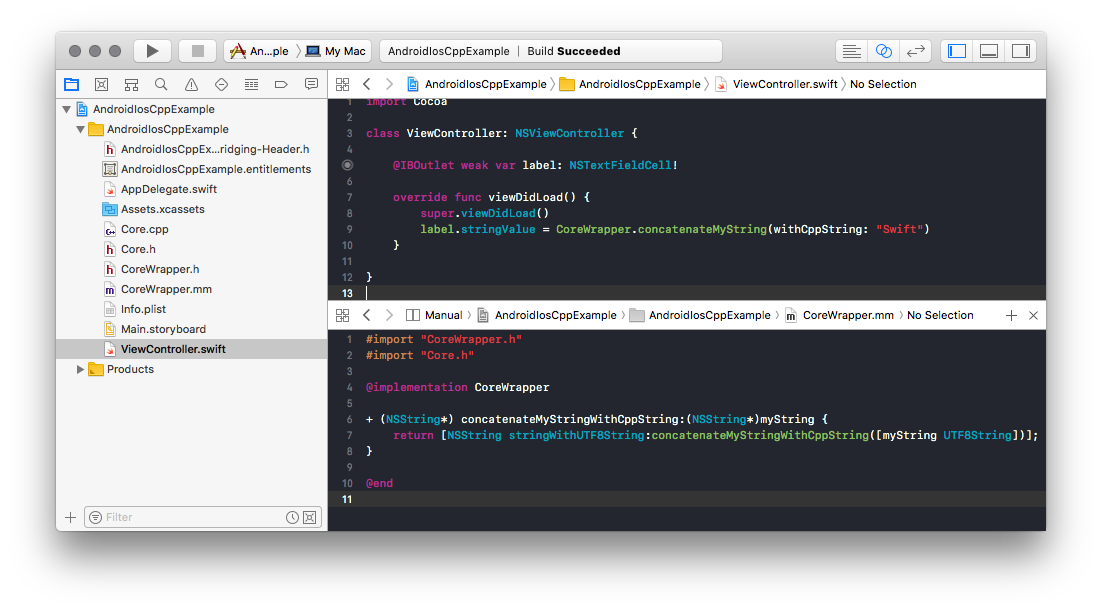 An…ple 〉 My Mac
AndroidIosCppExample | Build Succeeded
AndroidIosCppExample 〉 AndroidIosCppExample 〉 ViewController.swift 〉 No Selection
AndroidIosCppExample
AndroidIosCppExample
AndroidIosCppEx…ridging-Header.h
AndroidIosCppExample.entitlements
AppDelegate.swift
Assets.xcassets
Core.cpp
Core.h
CoreWrapper.h
CoreWrapper.mm
Info.plist
Main.storyboard
ViewController.swift
Products
Filter
1 import Cocoa
2
3 class ViewController: NSViewController {
4
@IBOutlet weak var label: NSTextFieldCell!
6
7 override func viewDidLoad() {
8 super.viewDidLoad()
9 label.stringValue = CoreWrapper.concatenateMyString(withCppString: "Swift")
10 }
11
12 }
13
Manual 〉 AndroidIosCppExample 〉 AndroidIosCppExample 〉 CoreWrapper.mm 〉 No Selection
1 #import "CoreWrapper.h"
2 #import "Core.h"
3
4 @implementation CoreWrapper
5
6 + (NSString*) concatenateMyStringWithCppString:(NSString*)myString {
7 return [NSString stringWithUTF8String:concatenateMyStringWithCppString([myString UTF8String])];
8 }
9
10 @end
11